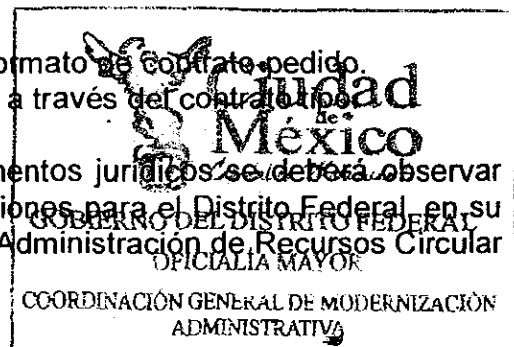 ormato de contrato-pedido.
a través del contrato tipo.
Ciudad
de
México
entos jurídicos se deberá observar
iones para el Distrito Federal, en su
GOBIERNO DEL DISTRITO FEDERAL
Administración de Recursos Circular
OFICIALÍA MAYOR
COORDINACIÓN GENERAL DE MODERNIZACIÓN
ADMINISTRATIVA